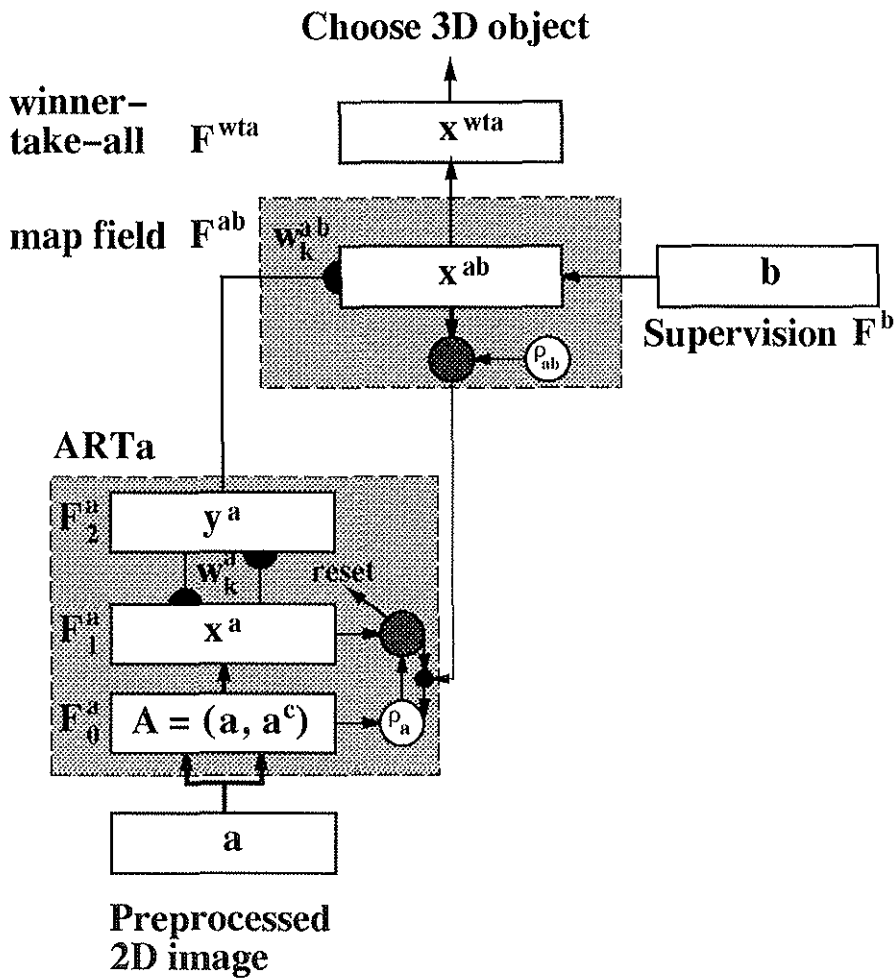 Choose 3D object
winner–
take–all F^wta
x^wta
map field F^ab
w_k^ab
x^ab
b
ρ_ab
Supervision F^b
ARTa
F_2^a
y^a
w_k^a
reset
F_1^a
x^a
F_0^a
A = (a, a^c)
ρ_a
a
Preprocessed
2D image